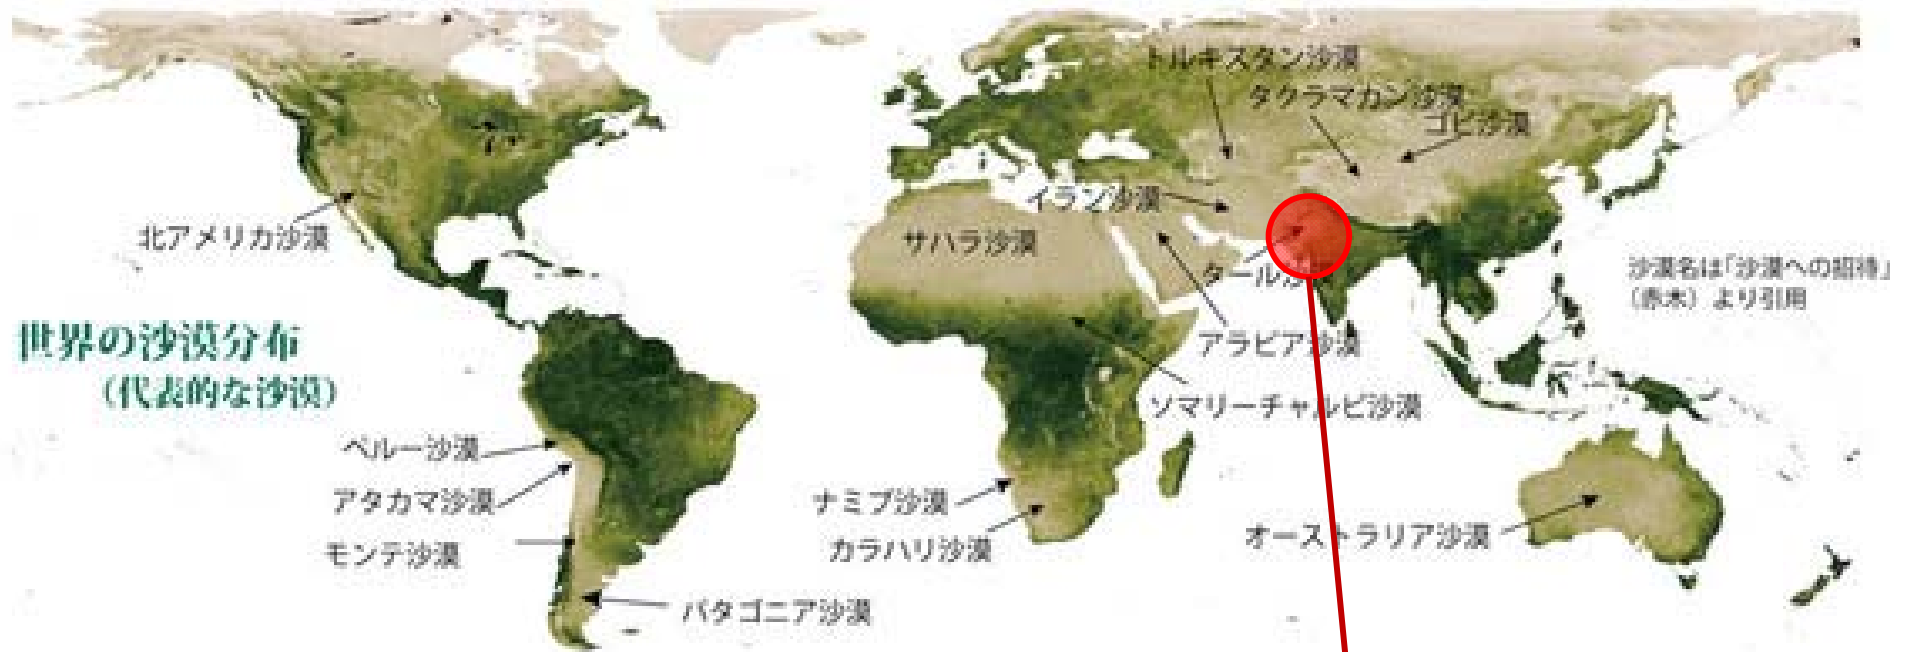 トルキスタン沙漠
タクラマカン沙漠
ゴビ沙漠
イラン沙漠
北アメリカ沙漠
サハラ沙漠
タール沙
沙漠名は「沙漠への招待」
（赤木）より引用
世界の沙漠分布
（代表的な沙漠）
アラビア沙漠
ソマリーチャルビ沙漠
ペルー沙漠
アタカマ沙漠
ナミブ沙漠
オーストラリア沙漠
モンテ沙漠
カラハリ沙漠
パタゴニア沙漠